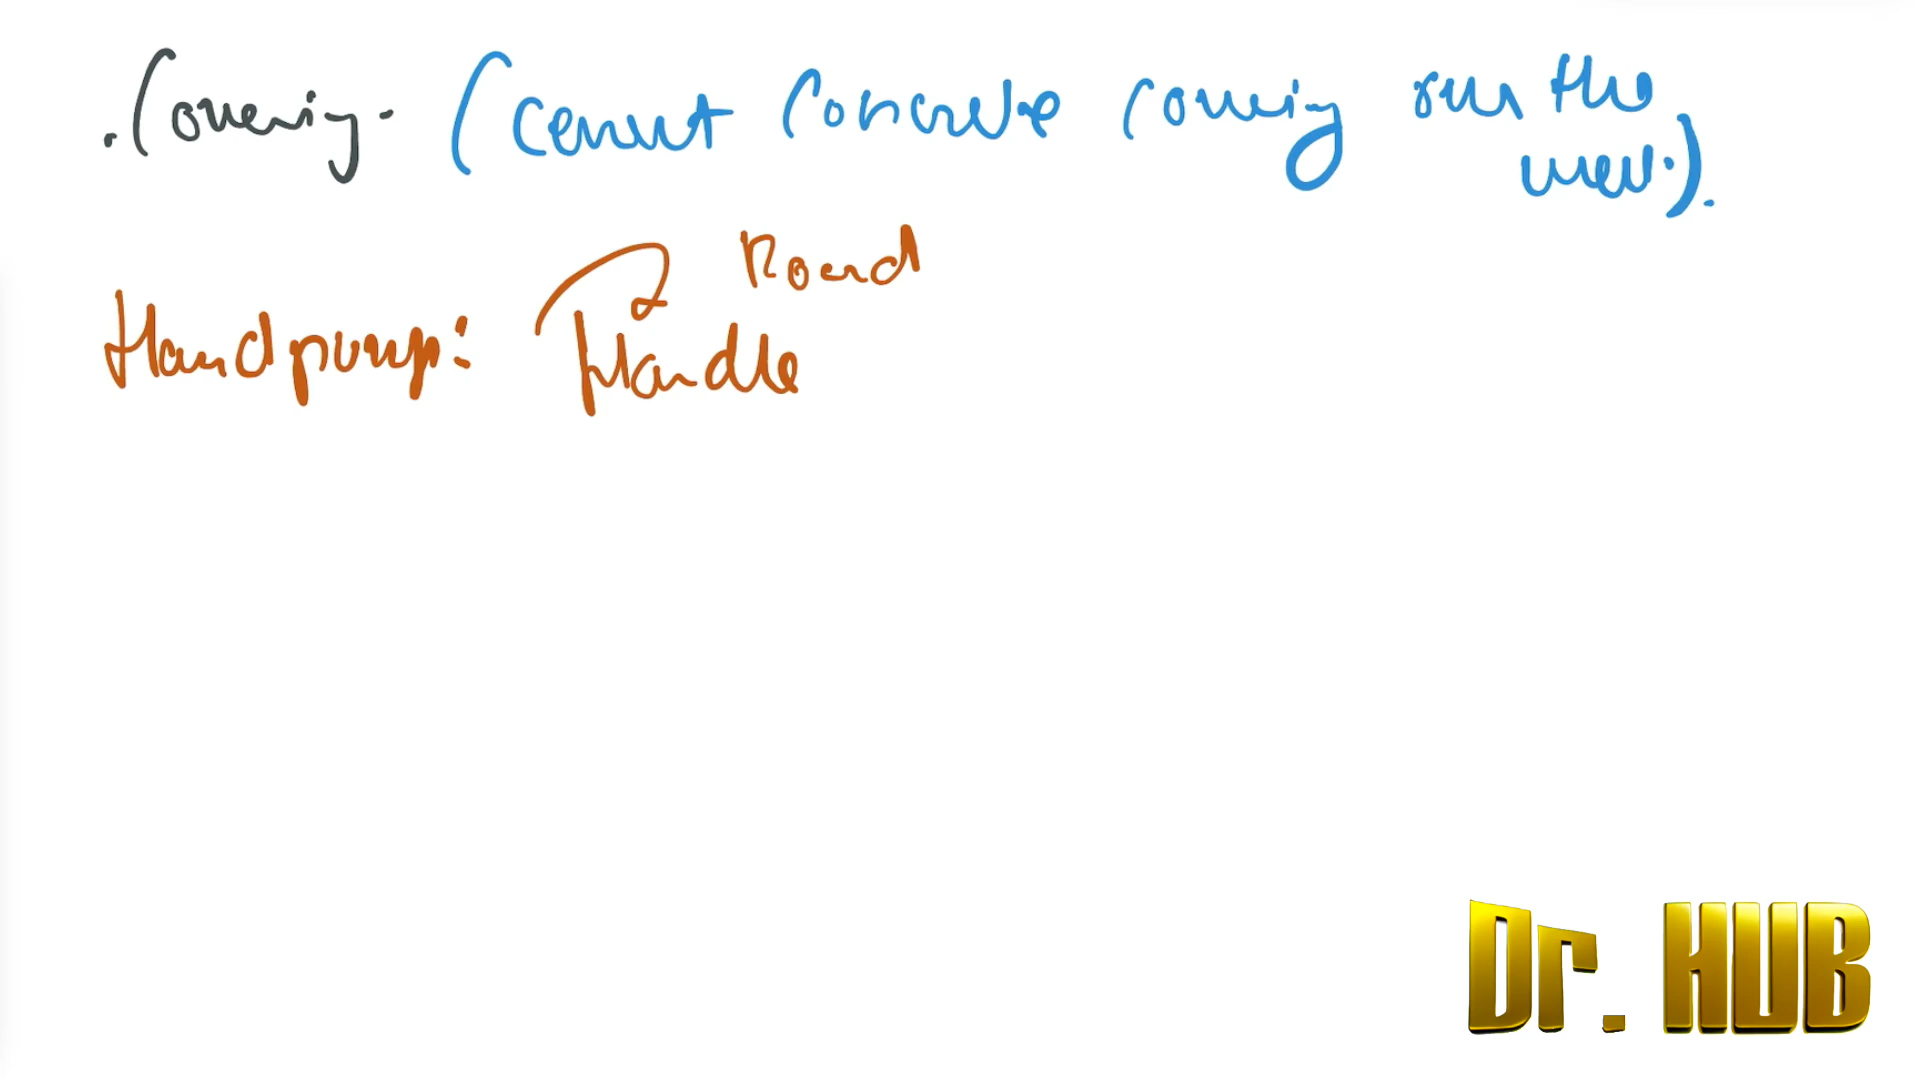 . Covering. (cement concrete covering over the
well.).
Round
Handpump: Handle
Dr. HUB